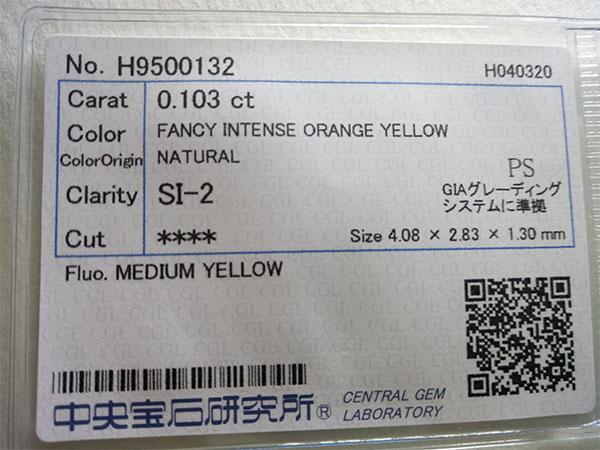 No. H9500132 H040320
Carat 0.103 ct
Color FANCY INTENSE ORANGE YELLOW
ColorOrigin NATURAL
PS
Clarity SI-2 GIAグレーディング
システムに準拠
Cut **** Size 4.08 × 2.83 × 1.30 mm
Fluo. MEDIUM YELLOW
中央宝石研究所® CENTRAL GEM
LABORATORY